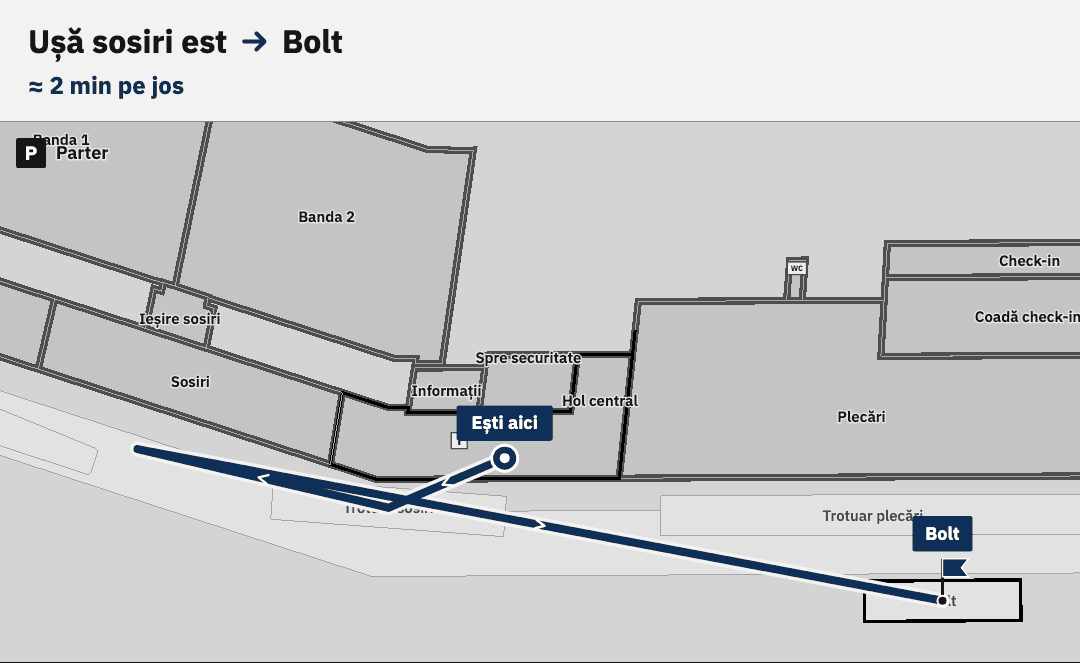 Ușă sosiri est → Bolt
≈ 2 min pe jos
Banda 1
P Parter
Banda 2
WC
Check-in
Coadă check-in
Ieșire sosiri
Spre securitate
Sosiri
Informații
Hol central
Plecări
Ești aici
Trotuar plecări
Bolt